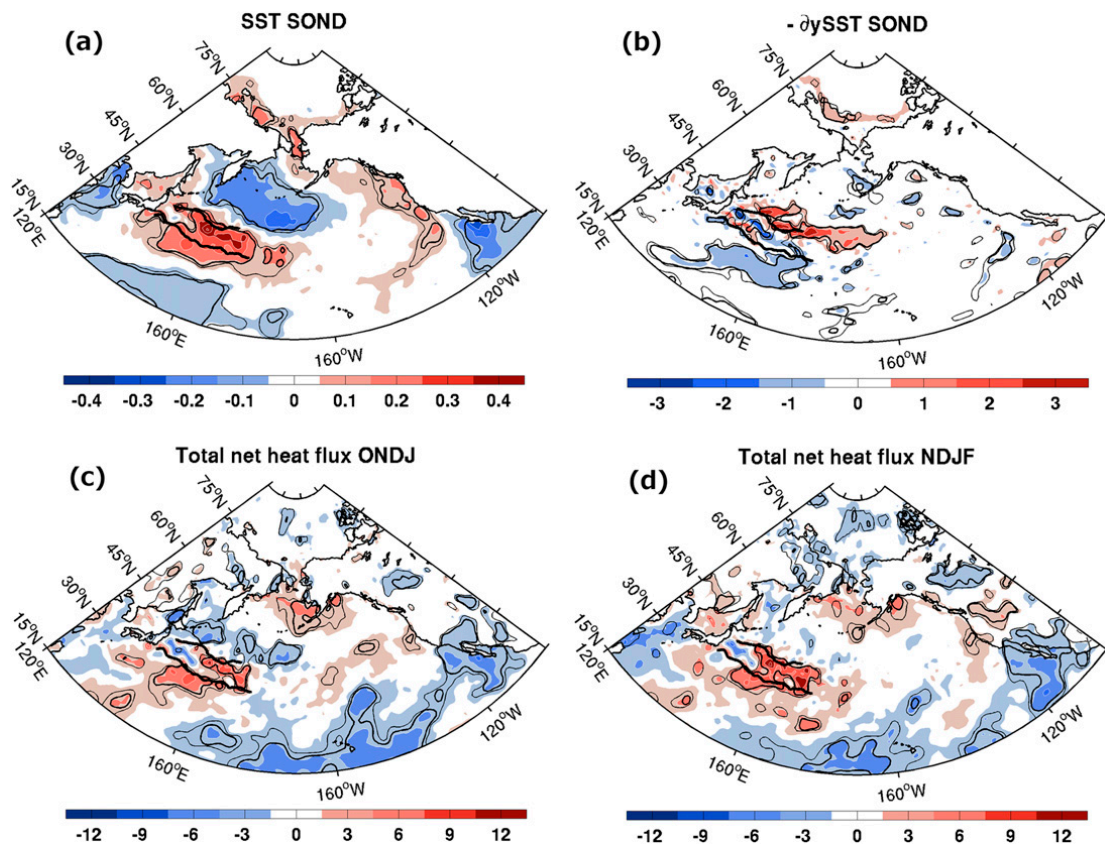 SST SOND
(a)
75°N
60°N
45°N
30°N
15°N
120°E
160°E
160°W
120°W
-0.4 -0.3 -0.2 -0.1 0 0.1 0.2 0.3 0.4
- ∂ySST SOND
(b)
75°N
60°N
45°N
30°N
15°N
120°E
160°E
160°W
120°W
-3 -2 -1 0 1 2 3
Total net heat flux ONDJ
(c)
75°N
60°N
45°N
30°N
15°N
120°E
160°E
160°W
120°W
-12 -9 -6 -3 0 3 6 9 12
Total net heat flux NDJF
(d)
75°N
60°N
45°N
30°N
15°N
120°E
160°E
160°W
120°W
-12 -9 -6 -3 0 3 6 9 12